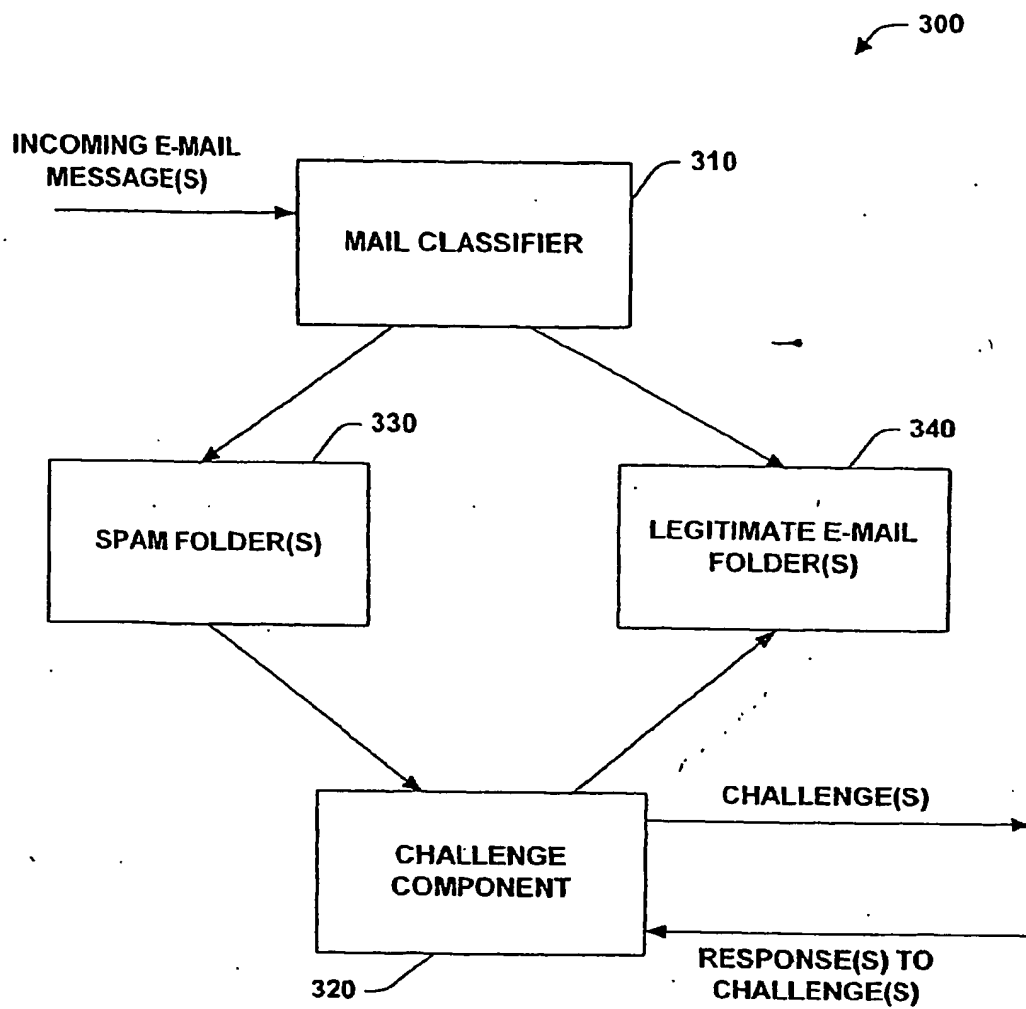 300
INCOMING E-MAIL
MESSAGE(S)
310
MAIL CLASSIFIER
330
340
SPAM FOLDER(S)
LEGITIMATE E-MAIL
FOLDER(S)
CHALLENGE(S)
CHALLENGE
COMPONENT
RESPONSE(S) TO
CHALLENGE(S)
320